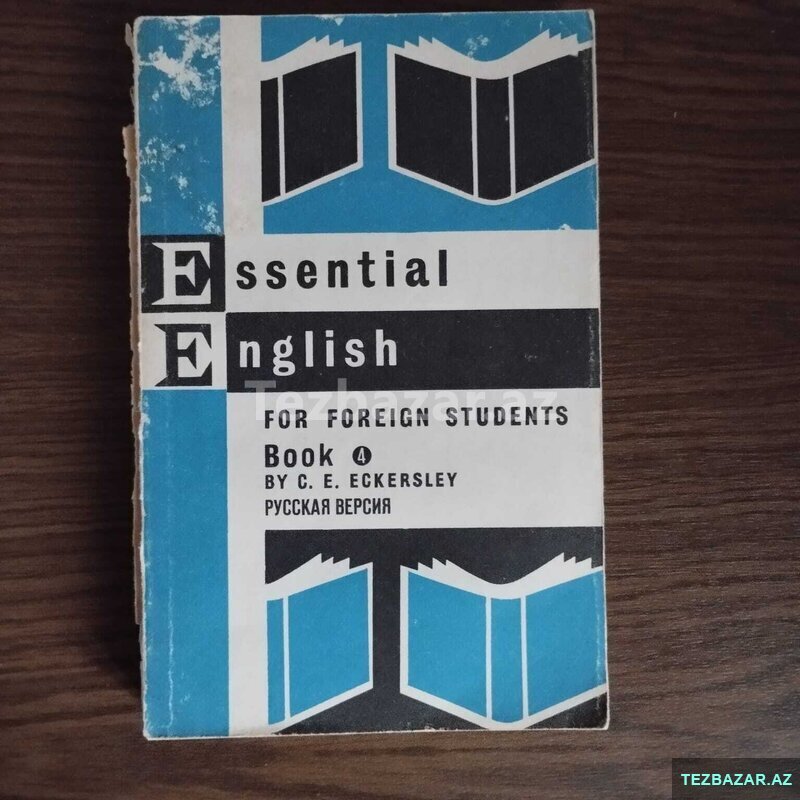 Essential
English
Tezbazar.az
FOR FOREIGN STUDENTS
Book 4
BY C. E. ECKERSLEY
РУССКАЯ ВЕРСИЯ
TEZBAZAR.AZ